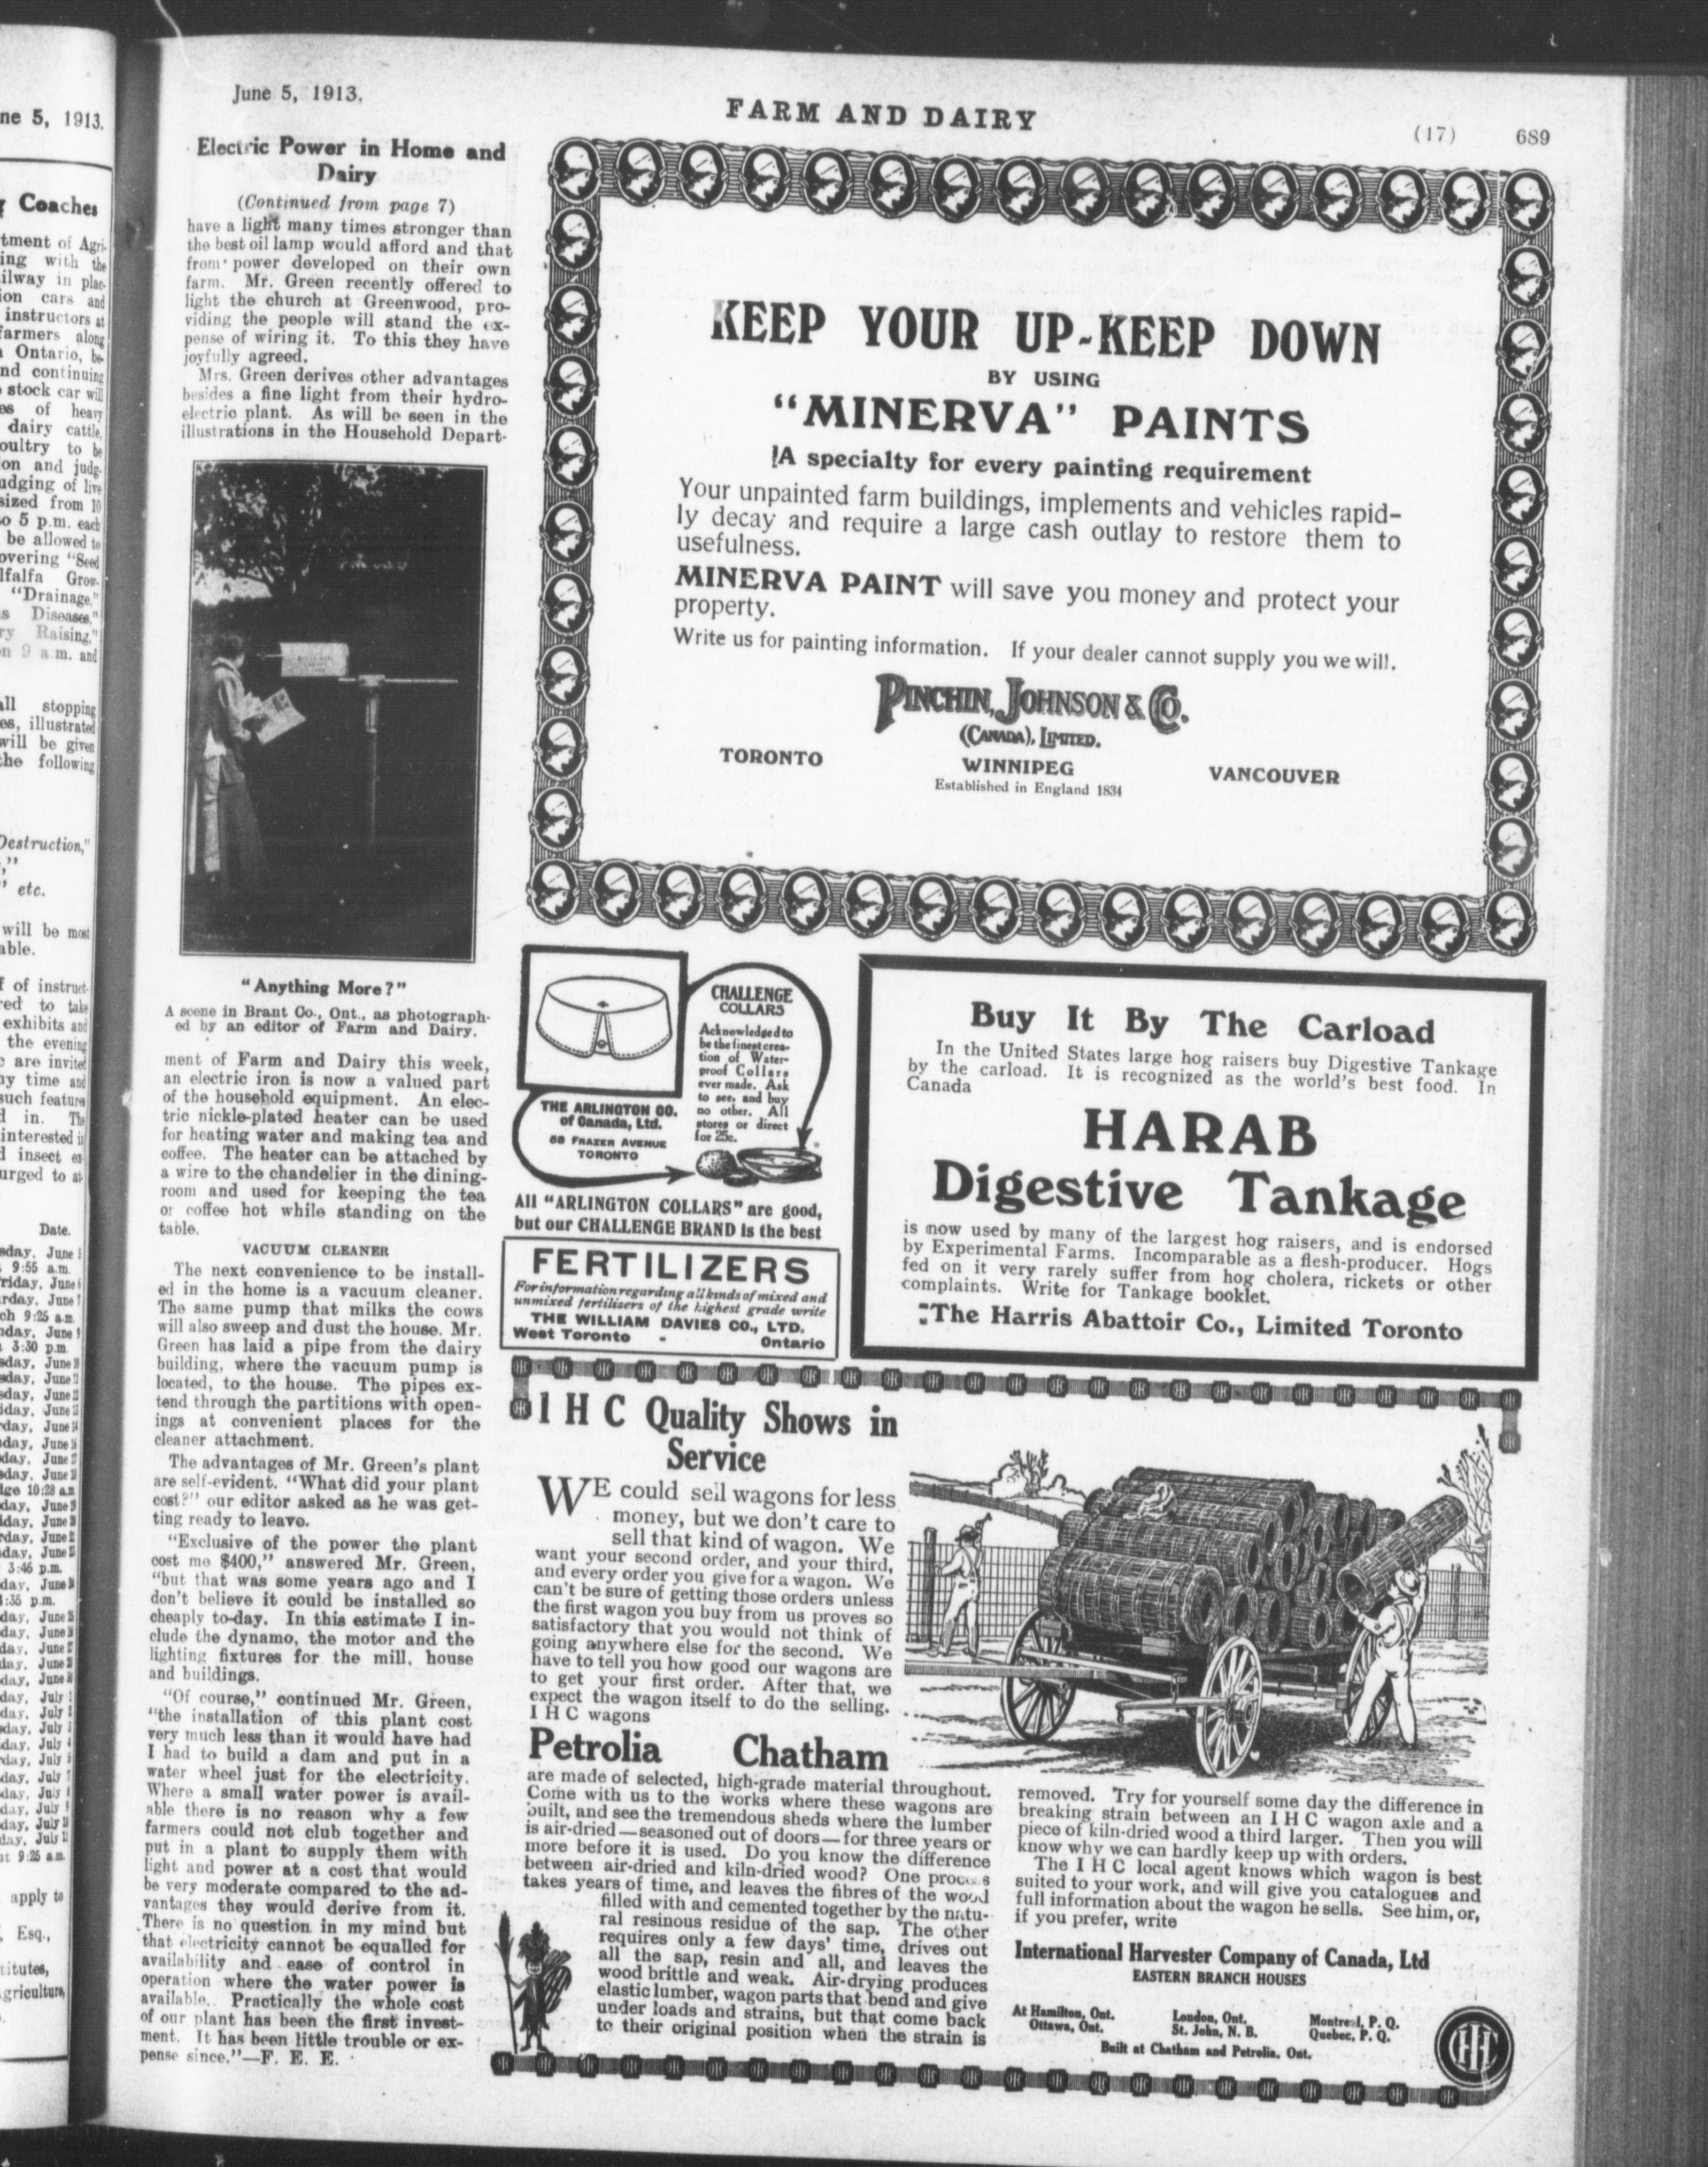 June 5, 1913.
FARM AND DAIRY
(17) 689
Electric Power in Home and
Dairy
(Continued from page 7)
have a light many times stronger than
the best oil lamp would afford and that
from power developed on their own
farm. Mr. Green recently offered to
light the church at Greenwood, pro-
viding the people will stand the ex-
pense of wiring it. To this they have
joyfully agreed.
Mrs. Green derives other advantages
besides a fine light from their hydro-
electric plant. As will be seen in the
illustrations in the Household Depart-
"Anything More?"
A scene in Brant Co., Ont., as photograph-
ed by an editor of Farm and Dairy.
ment of Farm and Dairy this week,
an electric iron is now a valued part
of the household equipment. An elec-
tric nickle-plated heater can be used
for heating water and making tea and
coffee. The heater can be attached by
a wire to the chandelier in the dining-
room and used for keeping the tea
or coffee hot while standing on the
table.
VACUUM CLEANER
The next convenience to be install-
ed in the home is a vacuum cleaner.
The same pump that milks the cows
will also sweep and dust the house. Mr.
Green has laid a pipe from the dairy
building, where the vacuum pump is
located, to the house. The pipes ex-
tend through the partitions with open-
ings at convenient places for the
cleaner attachment.
The advantages of Mr. Green's plant
are self-evident. "What did your plant
cost?" our editor asked as he was get-
ting ready to leave.
"Exclusive of the power the plant
cost me $400," answered Mr. Green,
"but that was some years ago and I
don't believe it could be installed so
cheaply to-day. In this estimate I in-
clude the dynamo, the motor and the
lighting fixtures for the mill, house
and buildings.
"Of course," continued Mr. Green,
"the installation of this plant cost
very much less than it would have had
I had to build a dam and put in a
water wheel just for the electricity.
Where a small water power is avail-
able there is no reason why a few
farmers could not club together and
put in a plant to supply them with
light and power at a cost that would
be very moderate compared to the ad-
vantages they would derive from it.
There is no question in my mind but
that electricity cannot be equalled for
availability and ease of control in
operation where the water power is
available. Practically the whole cost
of our plant has been the first invest-
ment. It has been little trouble or ex-
pense since."—F. E. E.
KEEP YOUR UP-KEEP DOWN
BY USING
"MINERVA" PAINTS
A specialty for every painting requirement
Your unpainted farm buildings, implements and vehicles rapid-
ly decay and require a large cash outlay to restore them to
usefulness.
MINERVA PAINT will save you money and protect your
property.
Write us for painting information. If your dealer cannot supply you we will.
PINCHIN, JOHNSON & CO.
(CANADA), LIMITED.
TORONTO WINNIPEG VANCOUVER
Established in England 1834
CHALLENGE
COLLARS
Acknowledged to
be the finest crea-
tion of Water-
proof Collars
ever made. Ask
to see, and buy
no other. All
stores or direct
for 25c.
THE ARLINGTON CO.
of Canada, Ltd.
58 FRAZER AVENUE
TORONTO
All "ARLINGTON COLLARS" are good,
but our CHALLENGE BRAND is the best
FERTILIZERS
For information regarding all kinds of mixed and
unmixed fertilizers of the highest grade write
THE WILLIAM DAVIES CO., LTD.
West Toronto - Ontario
Buy It By The Carload
In the United States large hog raisers buy Digestive Tankage
by the carload. It is recognized as the world's best food. In
Canada
HARAB
Digestive Tankage
is now used by many of the largest hog raisers, and is endorsed
by Experimental Farms. Incomparable as a flesh-producer. Hogs
fed on it very rarely suffer from hog cholera, rickets or other
complaints. Write for Tankage booklet.
The Harris Abattoir Co., Limited Toronto
I H C Quality Shows in
Service
WE could sell wagons for less
money, but we don't care to
sell that kind of wagon. We
want your second order, and your third,
and every order you give for a wagon. We
can't be sure of getting those orders unless
the first wagon you buy from us proves so
satisfactory that you would not think of
going anywhere else for the second. We
have to tell you how good our wagons are
to get your first order. After that, we
expect the wagon itself to do the selling.
I H C wagons
Petrolia Chatham
are made of selected, high-grade material throughout.
Come with us to the works where these wagons are
built, and see the tremendous sheds where the lumber
is air-dried—seasoned out of doors—for three years or
more before it is used. Do you know the difference
between air-dried and kiln-dried wood? One process
takes years of time, and leaves the fibres of the wood
filled with and cemented together by the natu-
ral resinous residue of the sap. The other
requires only a few days' time, drives out
all the sap, resin and all, and leaves the
wood brittle and weak. Air-drying produces
elastic lumber, wagon parts that bend and give
under loads and strains, but that come back
to their original position when the strain is
removed. Try for yourself some day the difference in
breaking strain between an I H C wagon axle and a
piece of kiln-dried wood a third larger. Then you will
know why we can hardly keep up with orders.
The I H C local agent knows which wagon is best
suited to your work, and will give you catalogues and
full information about the wagon he sells. See him, or,
if you prefer, write
International Harvester Company of Canada, Ltd
EASTERN BRANCH HOUSES
At Hamilton, Ont. London, Ont. Montreal, P. Q.
Ottawa, Ont. St. John, N. B. Quebec, P. Q.
Built at Chatham and Petrolia, Ont.
IHC